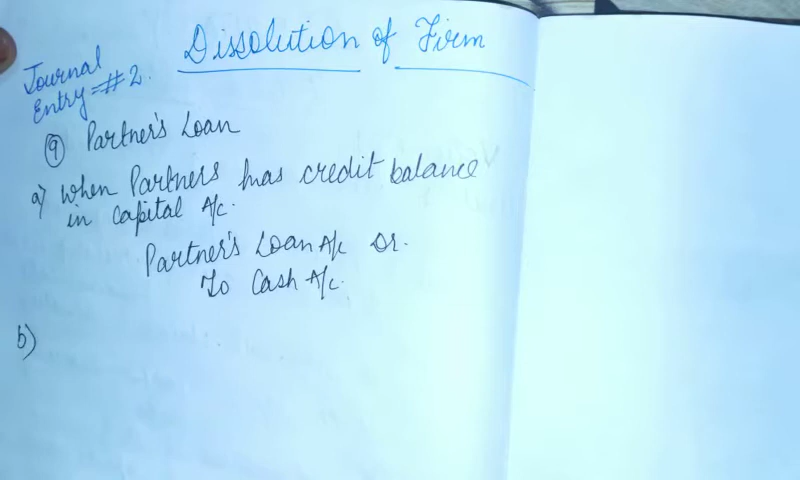 Dissolution of Firm
Journal
Entry =# 2.
9 Partner's Loan
a) When Partners has credit balance
in capital A/c.
Partner's Loan A/c Dr.
To Cash A/c.
b)